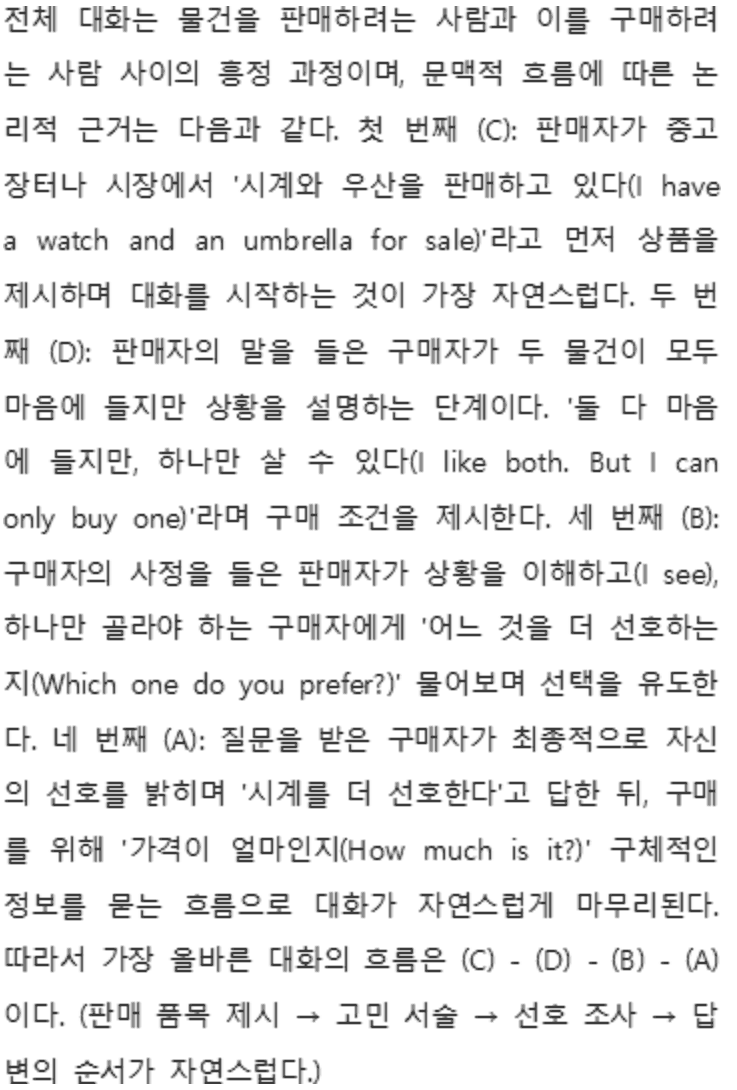 전체 대화는 물건을 판매하려는 사람과 이를 구매하려
는 사람 사이의 흥정 과정이며, 문맥적 흐름에 따른 논
리적 근거는 다음과 같다. 첫 번째 (C): 판매자가 중고
장터나 시장에서 '시계와 우산을 판매하고 있다(I have
a watch and an umbrella for sale)'라고 먼저 상품을
제시하며 대화를 시작하는 것이 가장 자연스럽다. 두 번
째 (D): 판매자의 말을 들은 구매자가 두 물건이 모두
마음에 들지만 상황을 설명하는 단계이다. '둘 다 마음
에 들지만, 하나만 살 수 있다(I like both. But I can
only buy one)'라며 구매 조건을 제시한다. 세 번째 (B):
구매자의 사정을 들은 판매자가 상황을 이해하고(I see),
하나만 골라야 하는 구매자에게 '어느 것을 더 선호하는
지(Which one do you prefer?)' 물어보며 선택을 유도한
다. 네 번째 (A): 질문을 받은 구매자가 최종적으로 자신
의 선호를 밝히며 '시계를 더 선호한다'고 답한 뒤, 구매
를 위해 '가격이 얼마인지(How much is it?)' 구체적인
정보를 묻는 흐름으로 대화가 자연스럽게 마무리된다.
따라서 가장 올바른 대화의 흐름은 (C) - (D) - (B) - (A)
이다. (판매 품목 제시 → 고민 서술 → 선호 조사 → 답
변의 순서가 자연스럽다.)